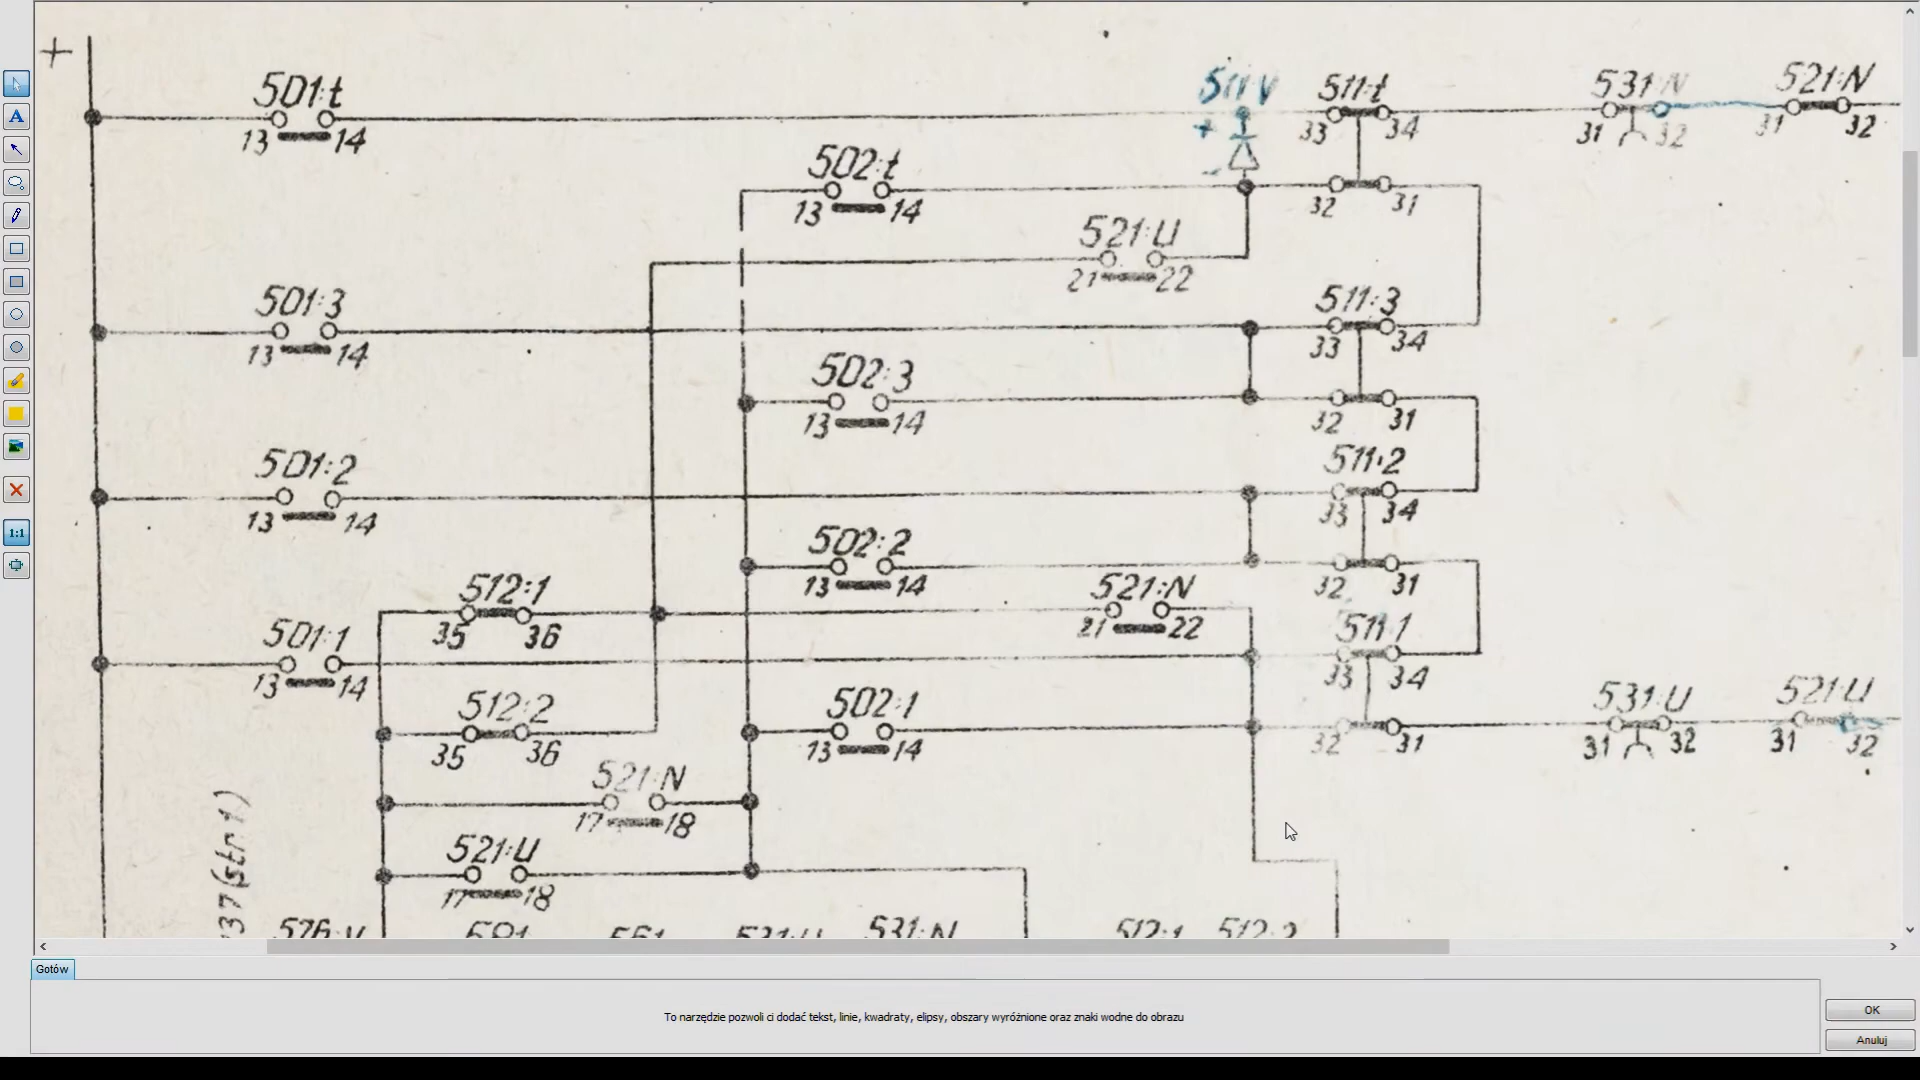 +
501:t
13 14
511:V
+
-
511:t
33 34
531:N
31 32
521:N
31 32
502:t
13 14
32 31
521:U
21 22
501:3
13 14
511:3
33 34
502:3
13 14
32 31
501:2
13 14
511:2
33 34
502:2
13 14
32 31
512:1
35 36
521:N
21 22
501:1
13 14
511:1
33 34
512:2
35 36
502:1
13 14
32 31
531:U
31 32
521:U
31 32
521:N
17 18
521:U
17 18
37 (str 1)
A
1:1
Gotów
To narzędzie pozwoli ci dodać tekst, linie, kwadraty, elipsy, obszary wyróżnione oraz znaki wodne do obrazu
OK
Anuluj